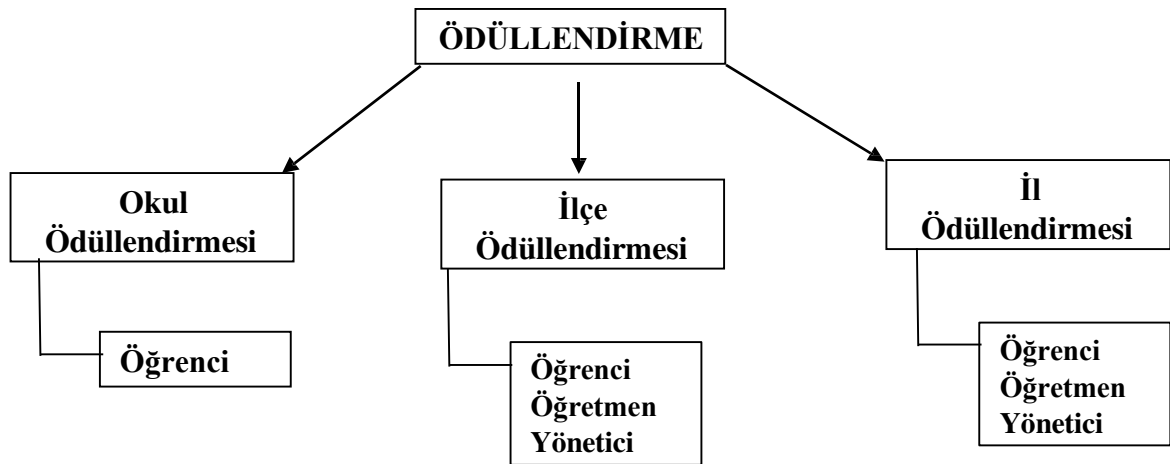 ÖDÜLLENDİRME
Okul
Ödüllendirmesi
Öğrenci
İlçe
Ödüllendirmesi
Öğrenci
Öğretmen
Yönetici
İl
Ödüllendirmesi
Öğrenci
Öğretmen
Yönetici